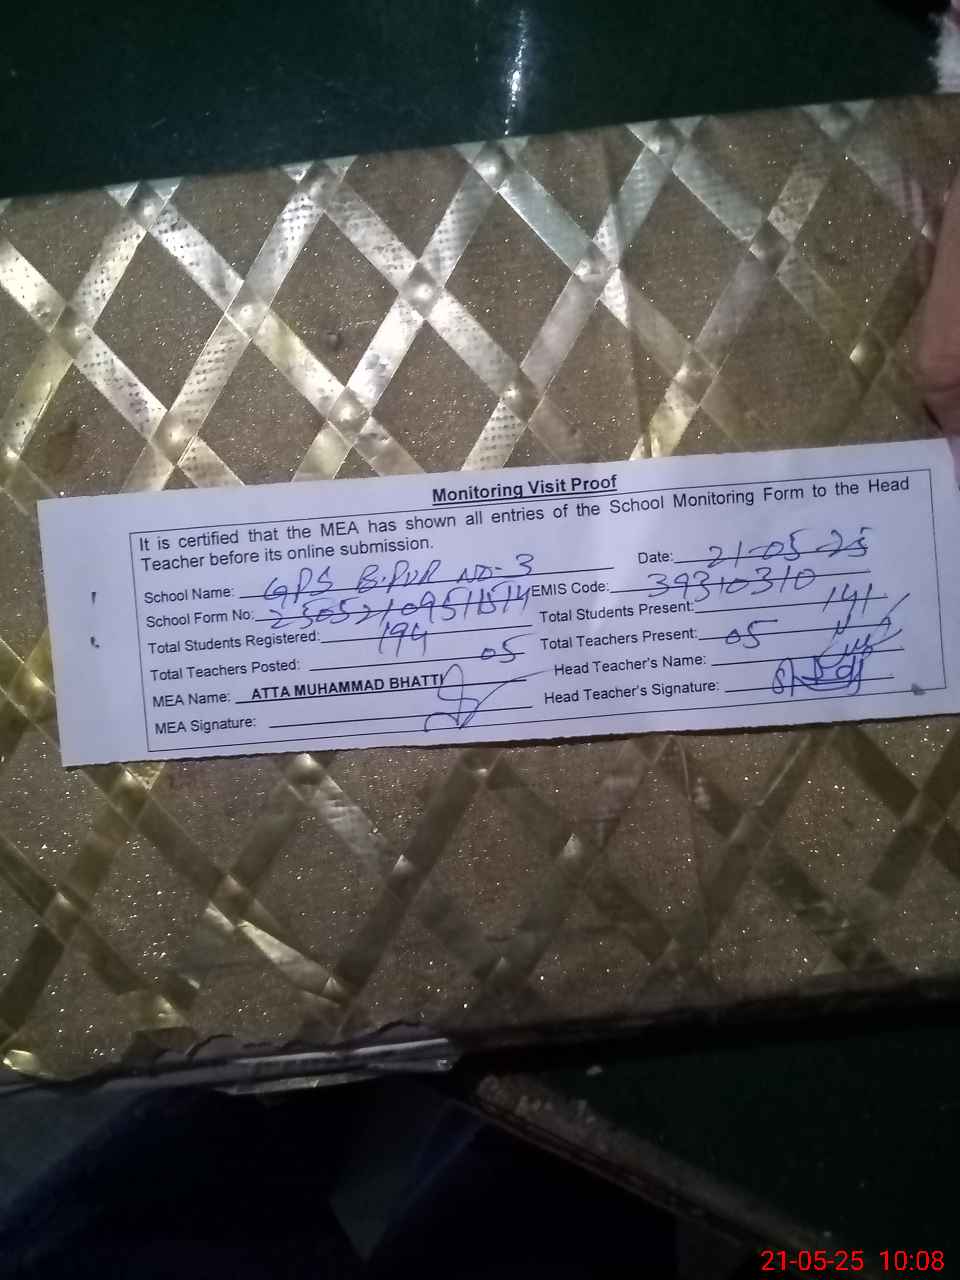 Monitoring Visit Proof
It is certified that the MEA has shown all entries of the School Monitoring Form to the Head
Teacher before its online submission.
School Name: GPS B.PUR NO-3 Date: 21-05-25
School Form No: EMIS Code: 39310310
Total Students Registered: 194 Total Students Present: 141
Total Teachers Posted: 05 Total Teachers Present: 05
MEA Name: ATTA MUHAMMAD BHATTI Head Teacher's Name:
MEA Signature: Head Teacher's Signature:
21-05-25 10:08